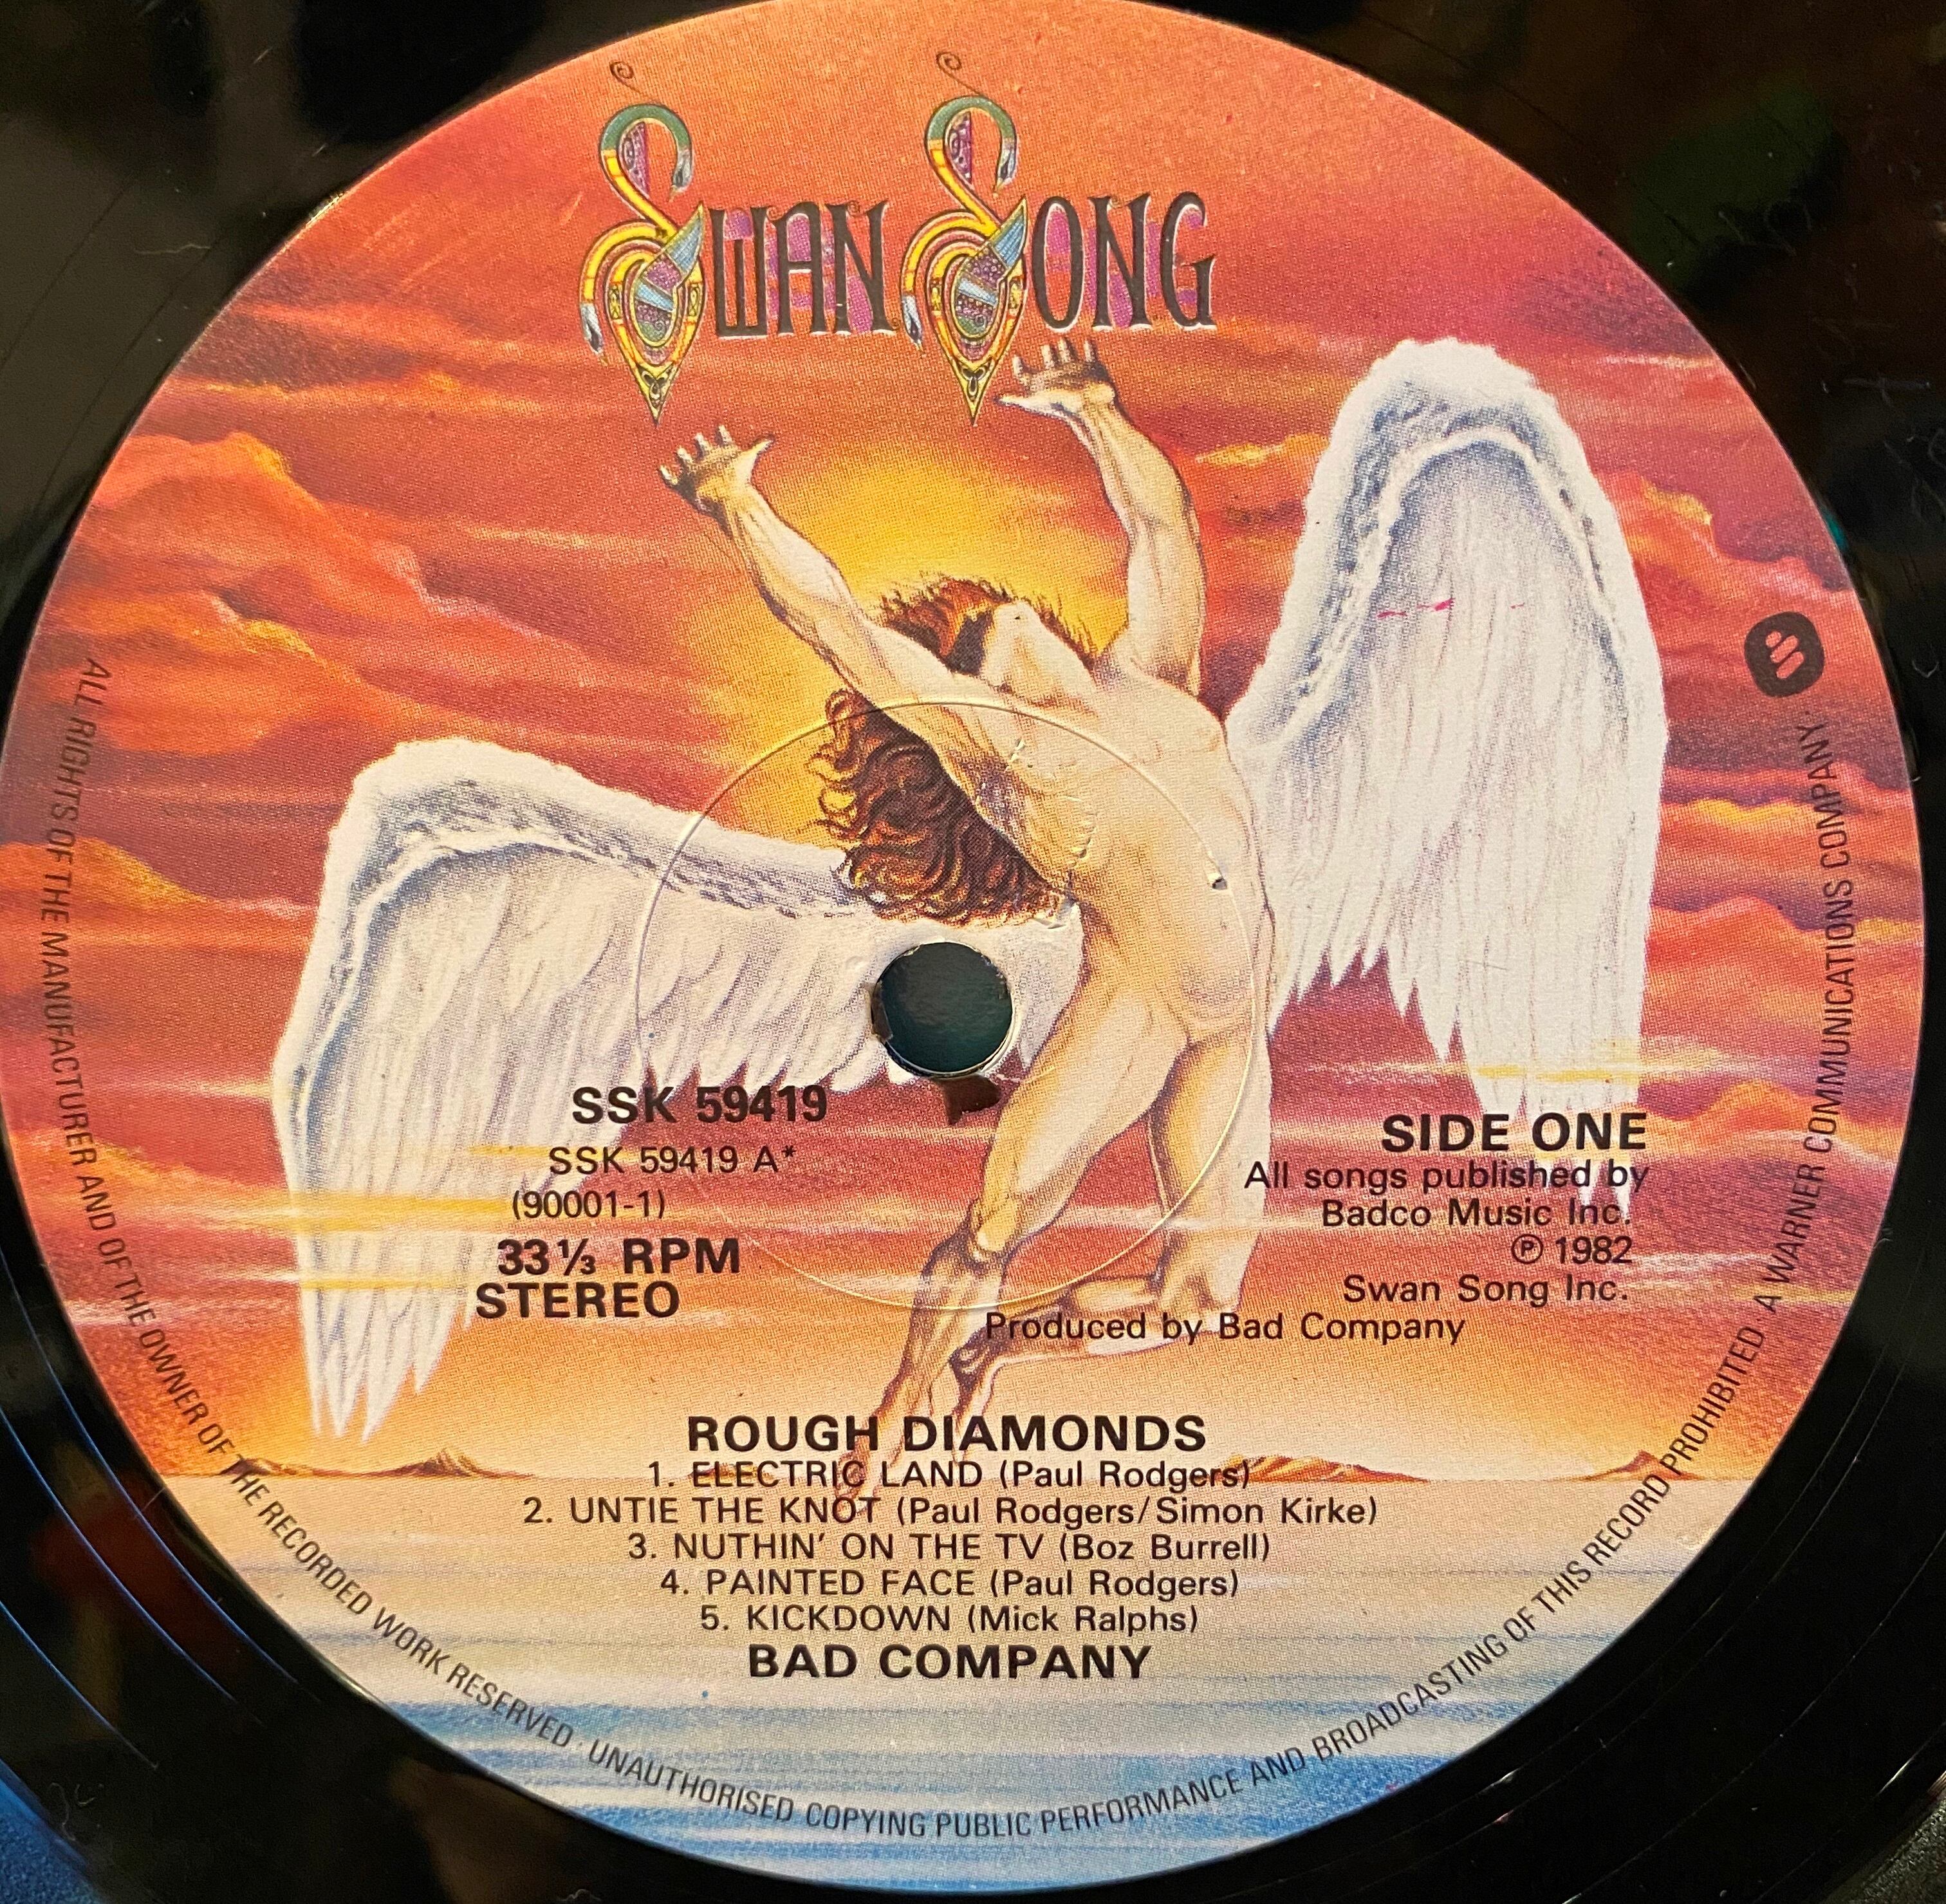 SWAN SONG
SSK 59419
SSK 59419 A*
(90001-1)
33⅓ RPM
STEREO
SIDE ONE
All songs published by
Badco Music Inc.
℗ 1982
Swan Song Inc.
Produced by Bad Company
ROUGH DIAMONDS
1. ELECTRIC LAND (Paul Rodgers)
2. UNTIE THE KNOT (Paul Rodgers/Simon Kirke)
3. NUTHIN' ON THE TV (Boz Burrell)
4. PAINTED FACE (Paul Rodgers)
5. KICKDOWN (Mick Ralphs)
BAD COMPANY
ALL RIGHTS OF THE MANUFACTURER AND OF THE OWNER OF THE RECORDED WORK RESERVED · UNAUTHORISED COPYING PUBLIC PERFORMANCE AND BROADCASTING OF THIS RECORD PROHIBITED · A WARNER COMMUNICATIONS COMPANY ·